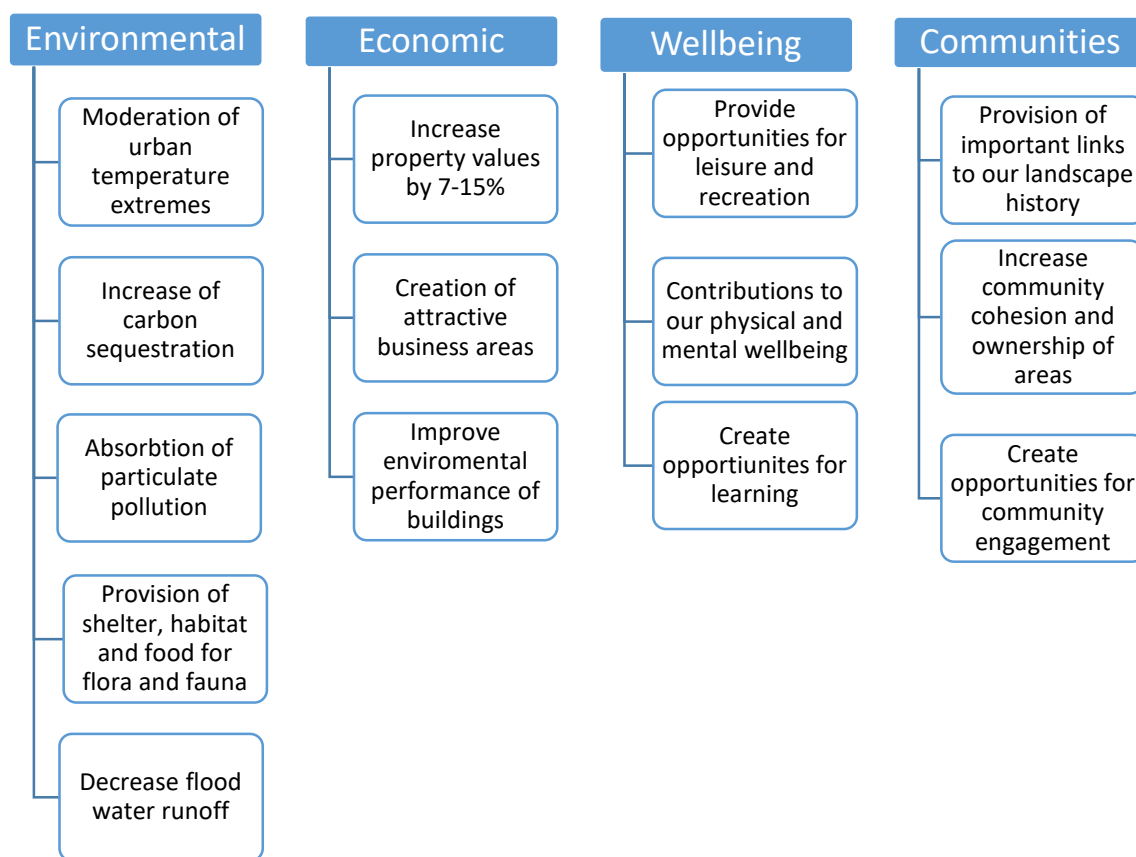 Environmental
Moderation of
urban
temperature
extremes
Increase of
carbon
sequestration
Absorbtion of
particulate
pollution
Provision of
shelter, habitat
and food for
flora and fauna
Decrease flood
water runoff
Economic
Increase
property values
by 7-15%
Creation of
attractive
business areas
Improve
enviromental
performance of
buildings
Wellbeing
Provide
opportunities for
leisure and
recreation
Contributions to
our physical and
mental wellbeing
Create
opportiunites for
learning
Communities
Provision of
important links
to our landscape
history
Increase
community
cohesion and
ownership of
areas
Create
opportunities for
community
engagement